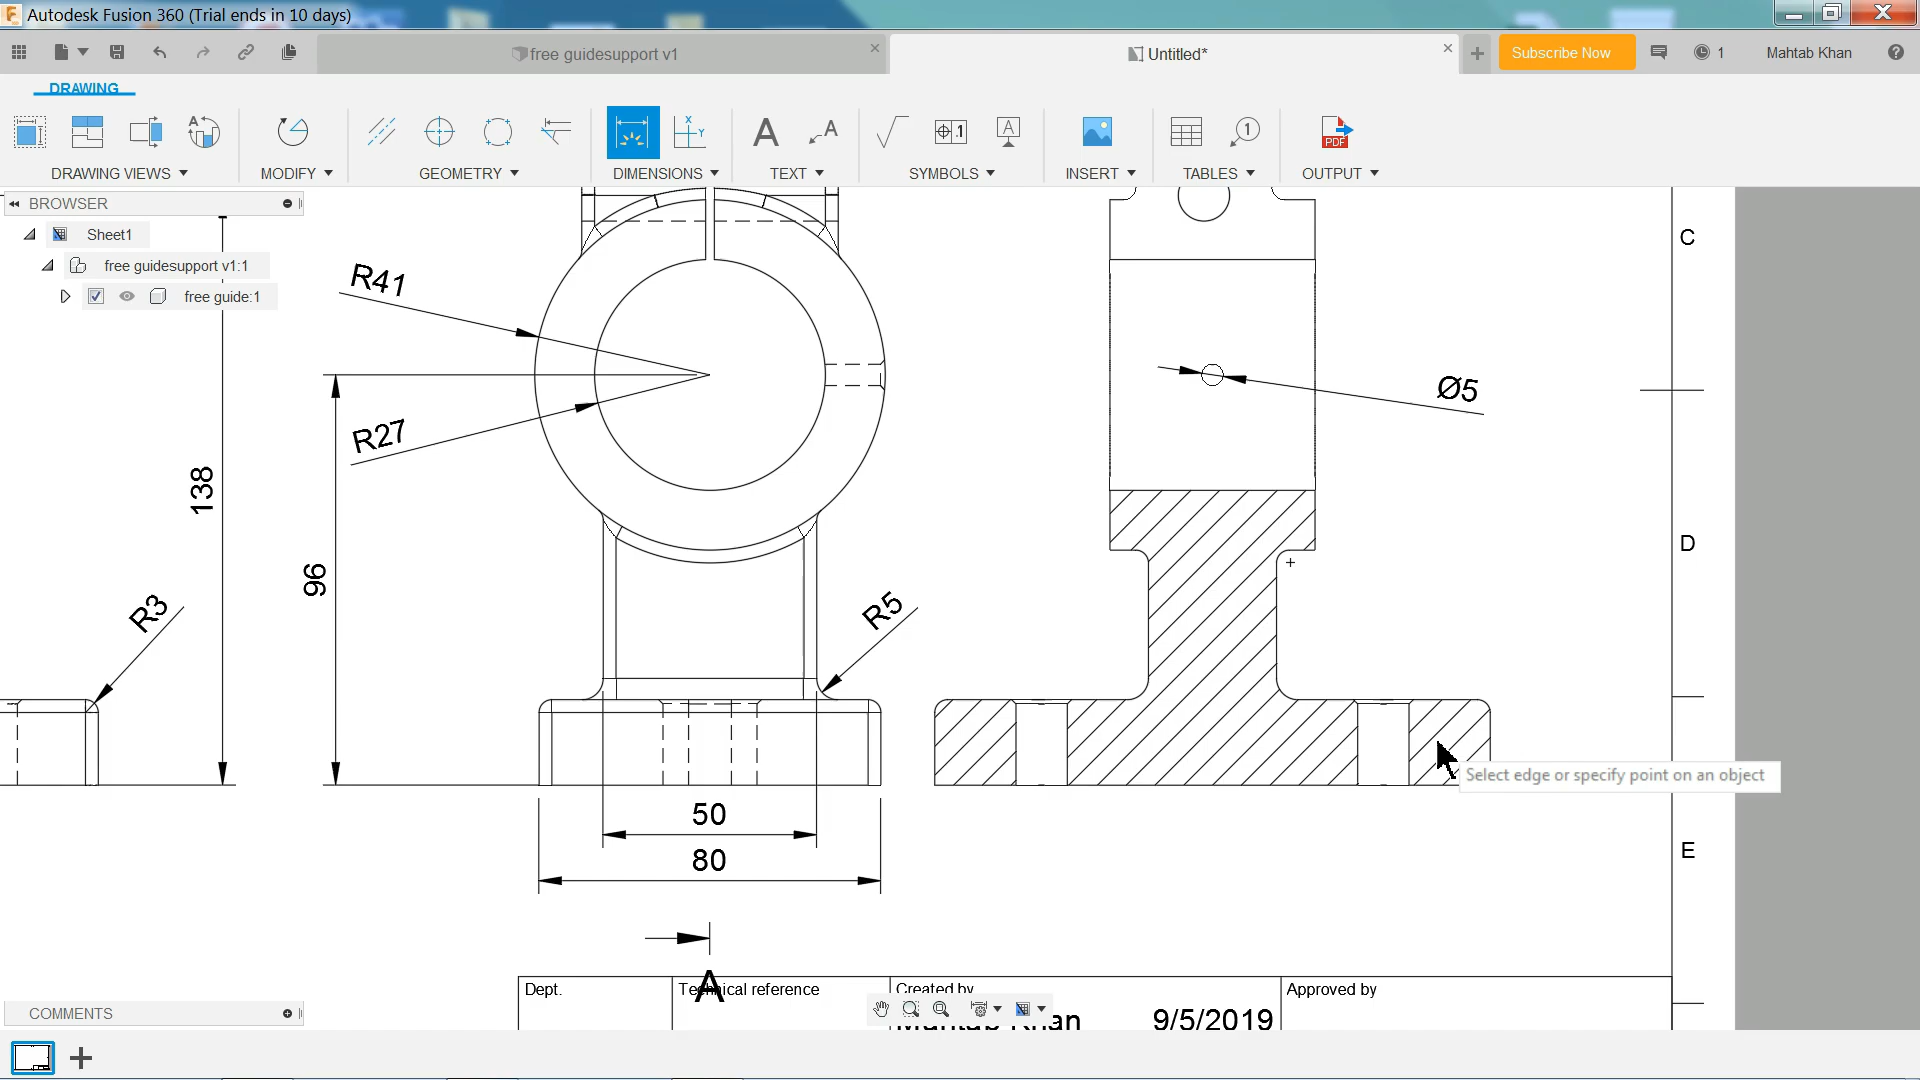 Autodesk Fusion 360 (Trial ends in 10 days)
free guidesupport v1
Untitled*
Subscribe Now
1
Mahtab Khan
DRAWING
DRAWING VIEWS
MODIFY
GEOMETRY
DIMENSIONS
TEXT
SYMBOLS
INSERT
TABLES
OUTPUT
BROWSER
Sheet1
free guidesupport v1:1
free guide:1
C
R41
Ø5
R27
138
D
96
R3
R5
Select edge or specify point on an object
50
E
80
A
Dept.
Technical reference
Created by
Approved by
Mahtab Khan
9/5/2019
COMMENTS